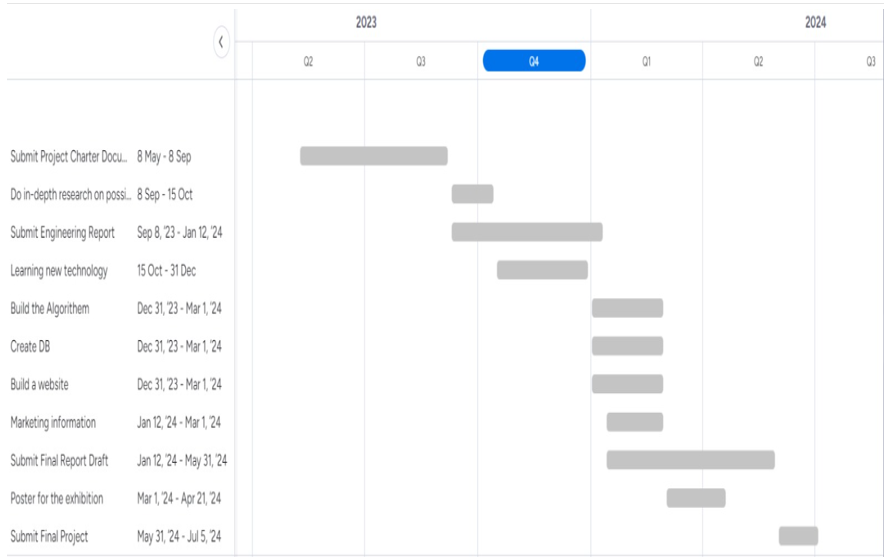 2023 2024
Q2 Q3 Q4 Q1 Q2 Q3
Submit Project Charter Docu... 8 May - 8 Sep
Do in-depth research on possi... 8 Sep - 15 Oct
Submit Engineering Report Sep 8, '23 - Jan 12, '24
Learning new technology 15 Oct - 31 Dec
Build the Algorithem Dec 31, '23 - Mar 1, '24
Create DB Dec 31, '23 - Mar 1, '24
Build a website Dec 31, '23 - Mar 1, '24
Marketing information Jan 12, '24 - Mar 1, '24
Submit Final Report Draft Jan 12, '24 - May 31, '24
Poster for the exhibition Mar 1, '24 - Apr 21, '24
Submit Final Project May 31, '24 - Jul 5, '24